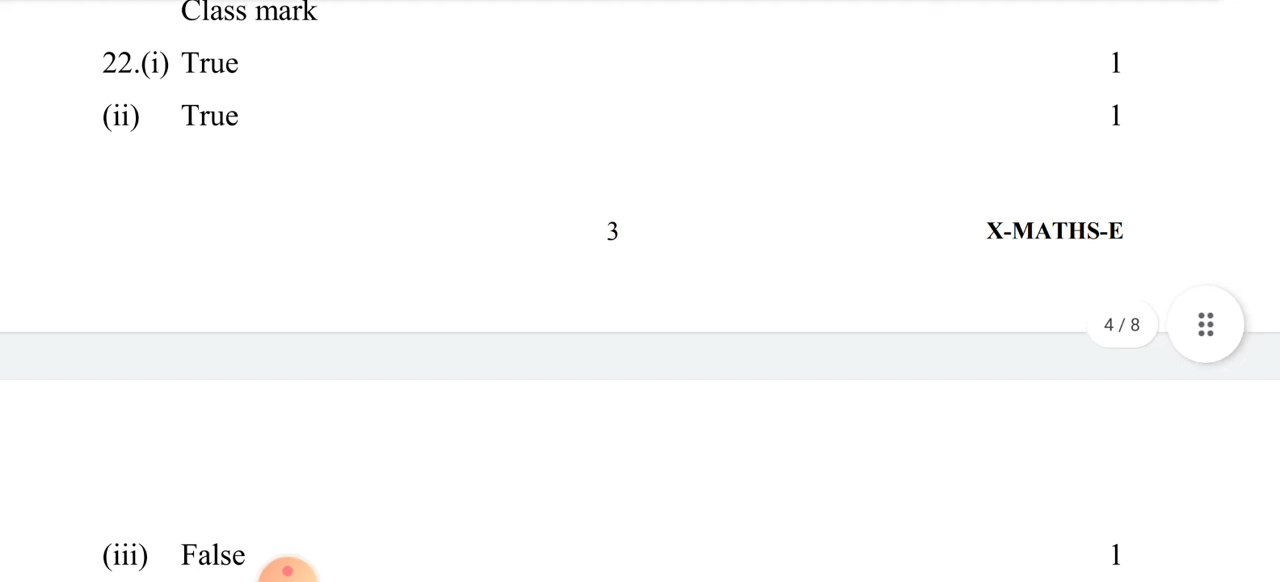 Class mark
22.(i) True 1
(ii) True 1
3 X-MATHS-E
4 / 8
(iii) False 1